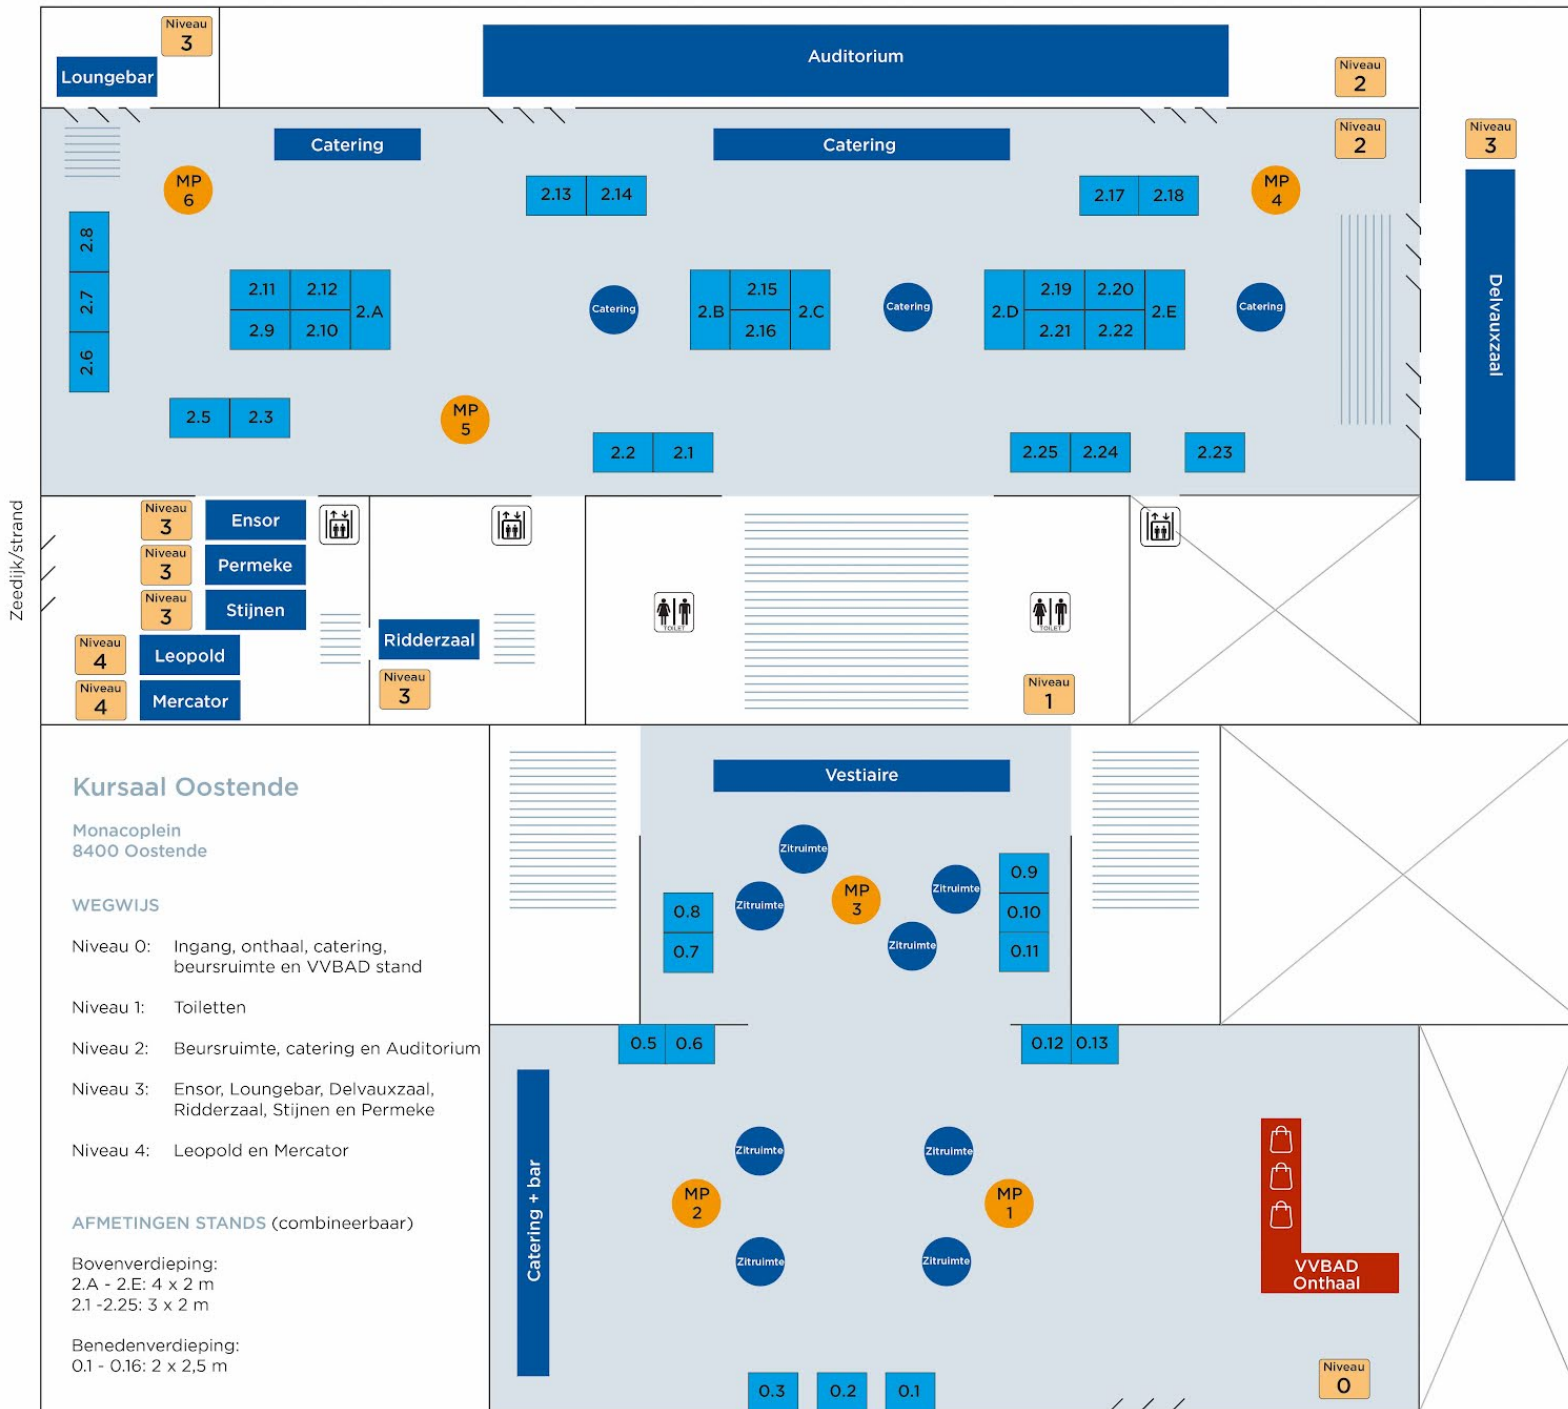 Niveau
3
Loungebar
Auditorium
Niveau
2
Catering
Catering
Niveau
2
Niveau
3
MP
6
2.13
2.14
2.17
2.18
MP
4
2.8
2.7
2.6
2.11
2.12
2.9
2.10
2.A
Catering
2.B
2.15
2.16
2.C
Catering
2.D
2.19
2.20
2.21
2.22
2.E
Catering
Delvauxzaal
2.5
2.3
MP
5
2.2
2.1
2.25
2.24
2.23
Zeedijk/strand
Niveau
3
Ensor
Niveau
3
Permeke
Niveau
3
Stijnen
Niveau
4
Leopold
Niveau
4
Mercator
Ridderzaal
Niveau
3
TOILET
TOILET
Niveau
1
Kursaal Oostende
Monacoplein
8400 Oostende
WEGWIJS
Niveau 0: Ingang, onthaal, catering,
beursruimte en VVBAD stand
Niveau 1: Toiletten
Niveau 2: Beursruimte, catering en Auditorium
Niveau 3: Ensor, Loungebar, Delvauxzaal,
Ridderzaal, Stijnen en Permeke
Niveau 4: Leopold en Mercator
AFMETINGEN STANDS (combineerbaar)
Bovenverdieping:
2.A - 2.E: 4 x 2 m
2.1 -2.25: 3 x 2 m
Benedenverdieping:
0.1 - 0.16: 2 x 2,5 m
Vestiaire
Zitruimte
Zitruimte
MP
3
Zitruimte
Zitruimte
0.8
0.7
0.9
0.10
0.11
0.5
0.6
0.12
0.13
Catering + bar
Zitruimte
Zitruimte
MP
2
MP
1
Zitruimte
Zitruimte
VVBAD
Onthaal
0.3
0.2
0.1
Niveau
0